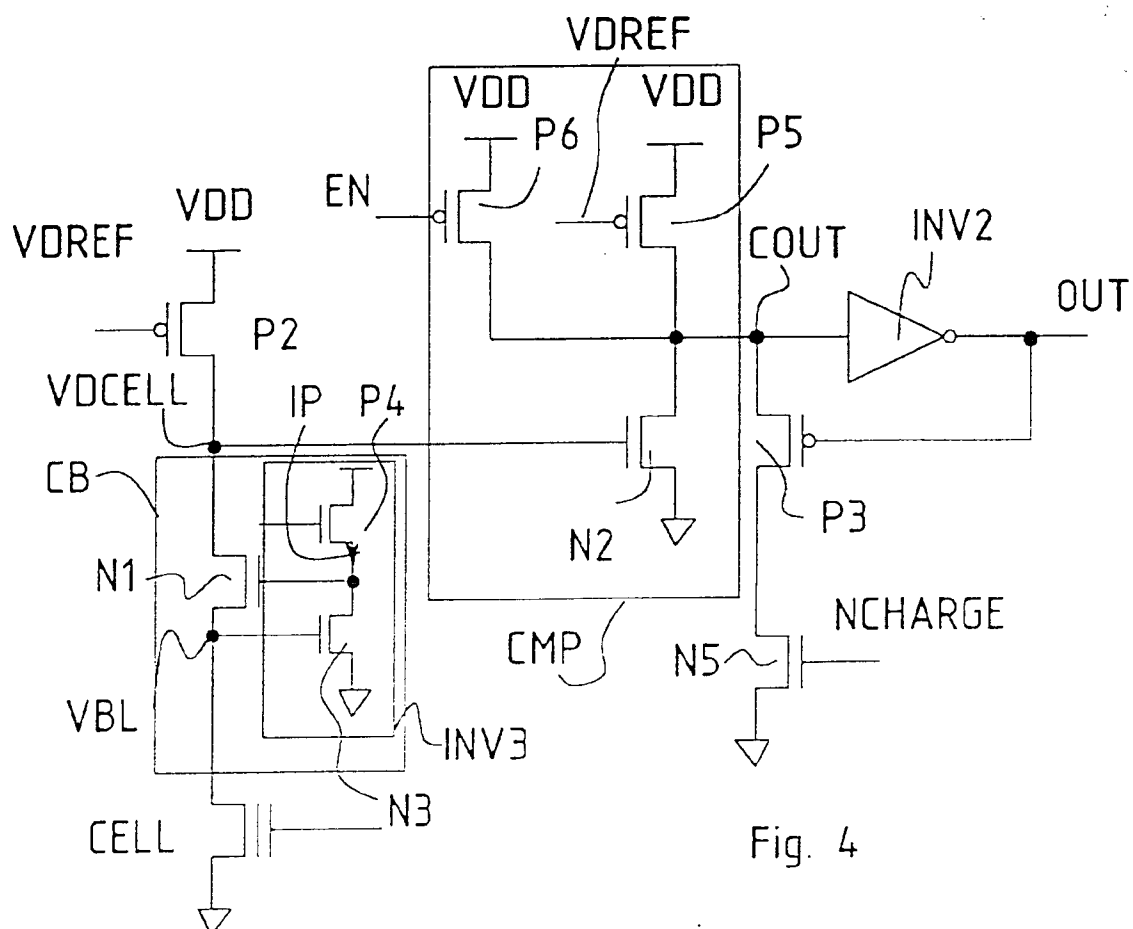 VDREF
VDD
VDD
P6
P5
EN
VDD
VDREF
COUT
INV2
OUT
P2
VDCELL
IP
P4
CB
N1
N2
P3
VBL
CMP
NCHARGE
N5
INV3
N3
CELL
Fig. 4